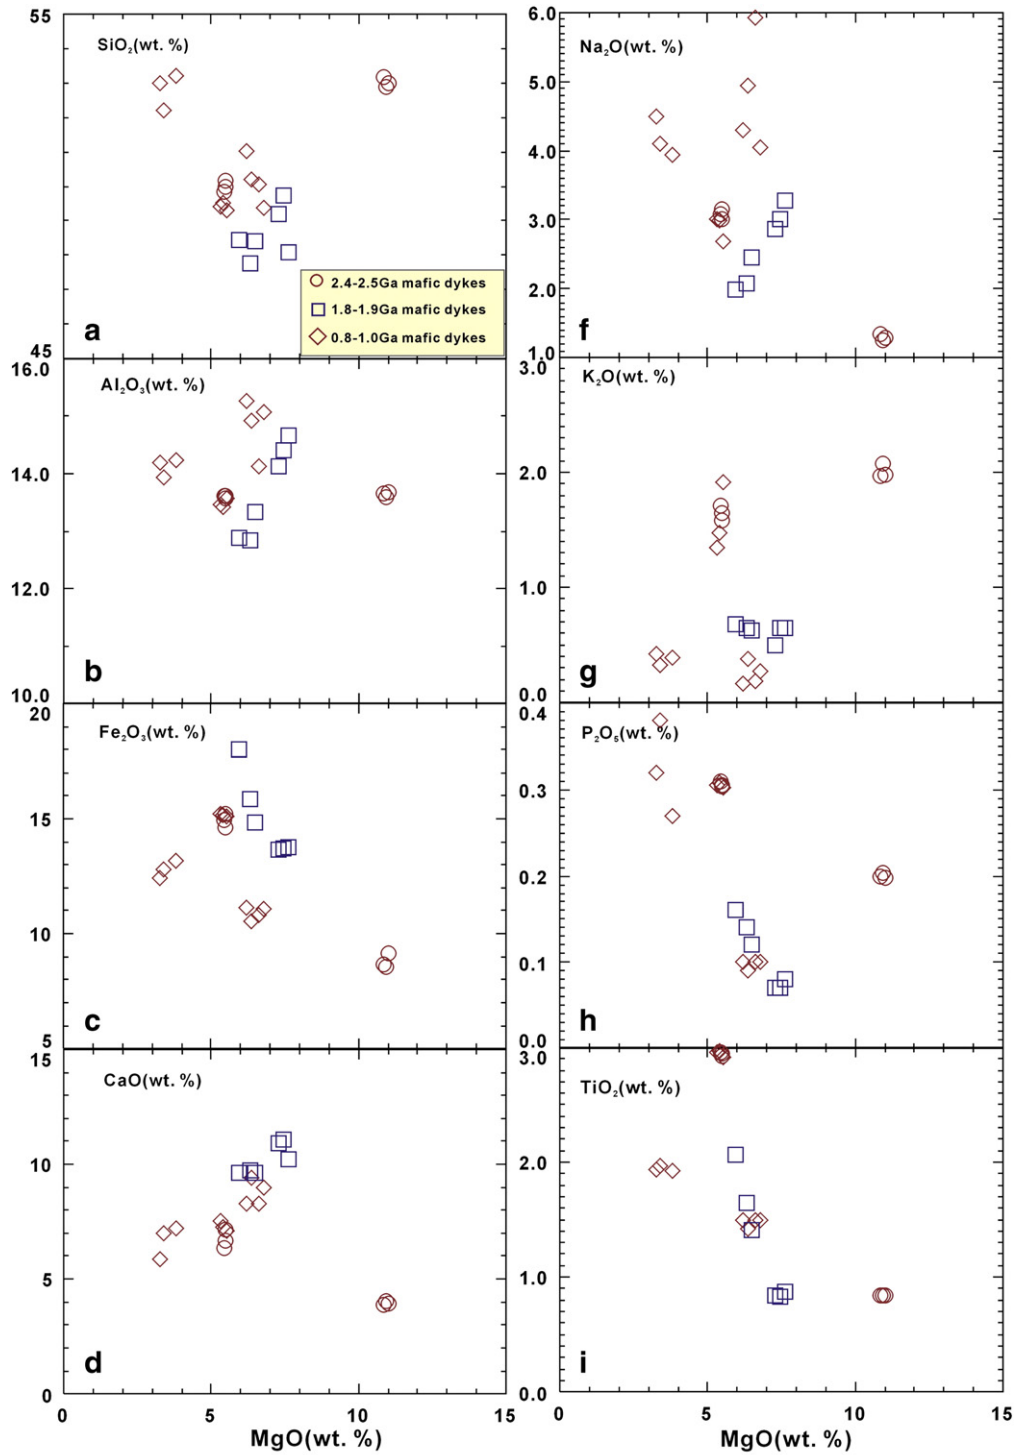 55
SiO₂(wt. %)
2.4-2.5Ga mafic dykes
1.8-1.9Ga mafic dykes
0.8-1.0Ga mafic dykes
a
45
16.0
Al₂O₃(wt. %)
14.0
12.0
b
10.0
20
Fe₂O₃(wt. %)
15
10
c
5
15
CaO(wt. %)
10
5
d
0
0 5 10 15
MgO(wt. %)
6.0
Na₂O(wt. %)
5.0
4.0
3.0
2.0
f
1.0
3.0
K₂O(wt. %)
2.0
1.0
g
0.0
0.4
P₂O₅(wt. %)
0.3
0.2
0.1
h
0.0
3.0
TiO₂(wt. %)
2.0
1.0
i
0.0
0 5 10 15
MgO(wt. %)